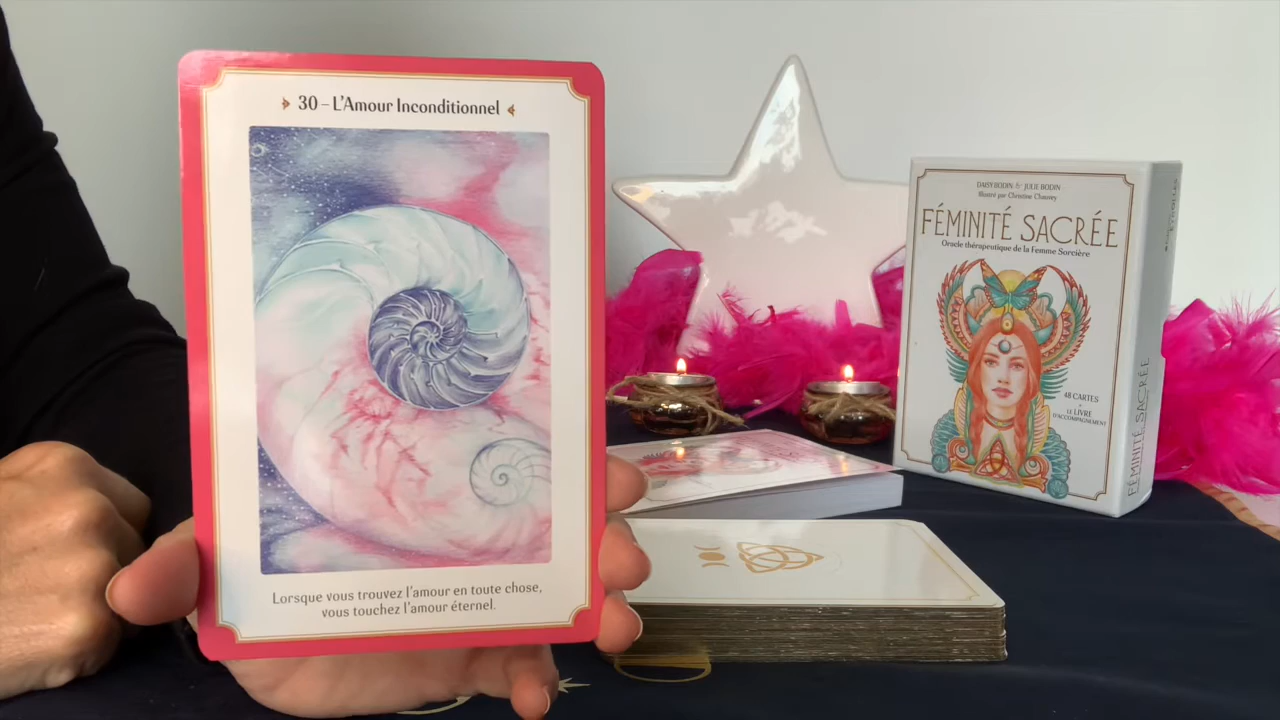 30 – L'Amour Inconditionnel
Lorsque vous trouvez l'amour en toute chose,
vous touchez l'amour éternel.
DAISY BODIN & JULIE BODIN
Illustré par Christine Chauvey
FÉMINITÉ SACRÉE
Oracle thérapeutique de la Femme Sorcière
48 CARTES
+
LE LIVRE
D'ACCOMPAGNEMENT
FÉMINITÉ SACRÉE